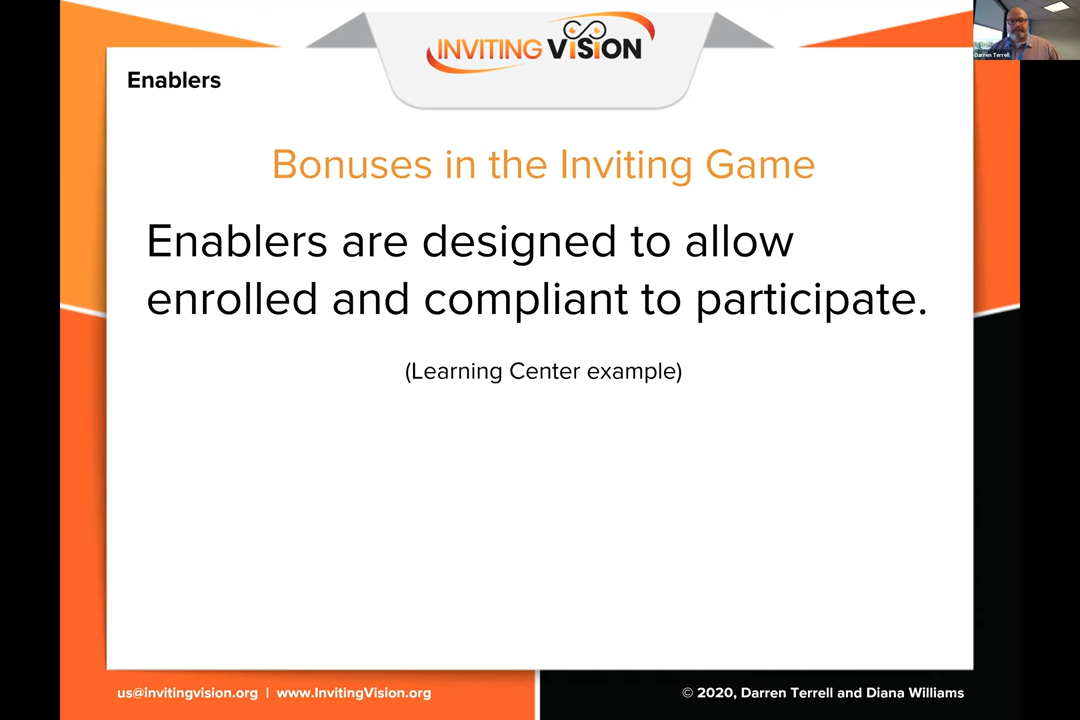 INVITING VISION
Darren Terrell
Enablers
Bonuses in the Inviting Game
Enablers are designed to allow
enrolled and compliant to participate.
(Learning Center example)
us@invitingvision.org | www.InvitingVision.org
© 2020, Darren Terrell and Diana Williams